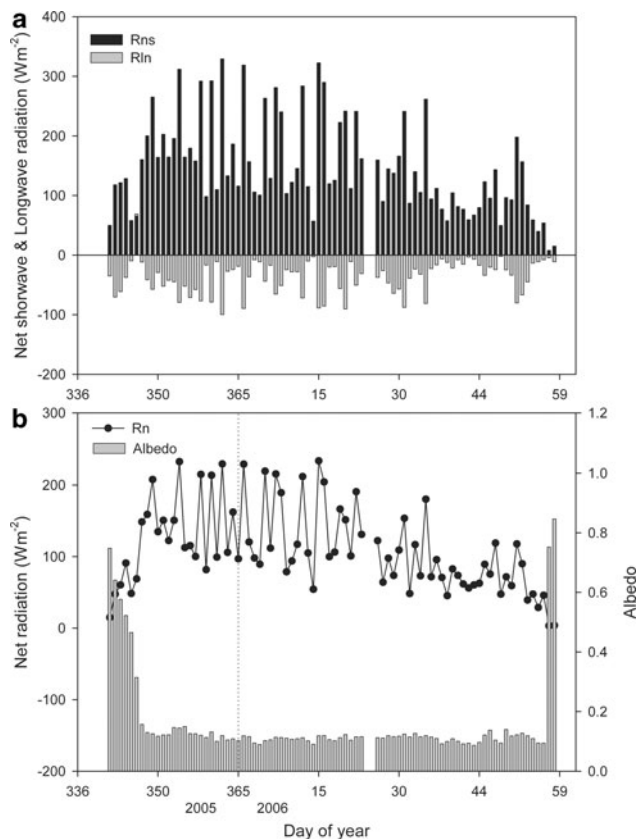 a
400
300
200
100
0
-100
-200
Net shorwave & Longwave radiation (Wm-2)
Rns
Rln
336 350 365 15 30 44 59
b
300
200
100
0
-100
-200
Net radiation (Wm-2)
Rn
Albedo
1.2
1.0
0.8
0.6
0.4
0.2
0.0
Albedo
336 350 365 15 30 44 59
2005 2006
Day of year